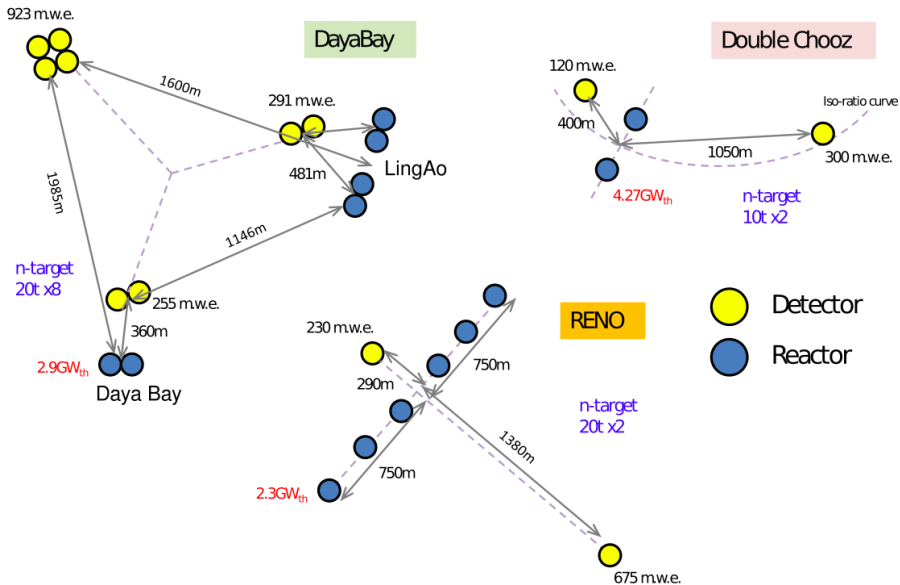 923 m.w.e.
DayaBay
1600m
291 m.w.e.
481m
LingAo
1985m
1146m
n-target
20t x8
255 m.w.e.
360m
2.9GWth
Daya Bay
Double Chooz
120 m.w.e.
Iso-ratio curve
400m
1050m
300 m.w.e.
4.27GWth
n-target
10t x2
RENO
230 m.w.e.
290m
750m
n-target
20t x2
1380m
750m
2.3GWth
675 m.w.e.
Detector
Reactor